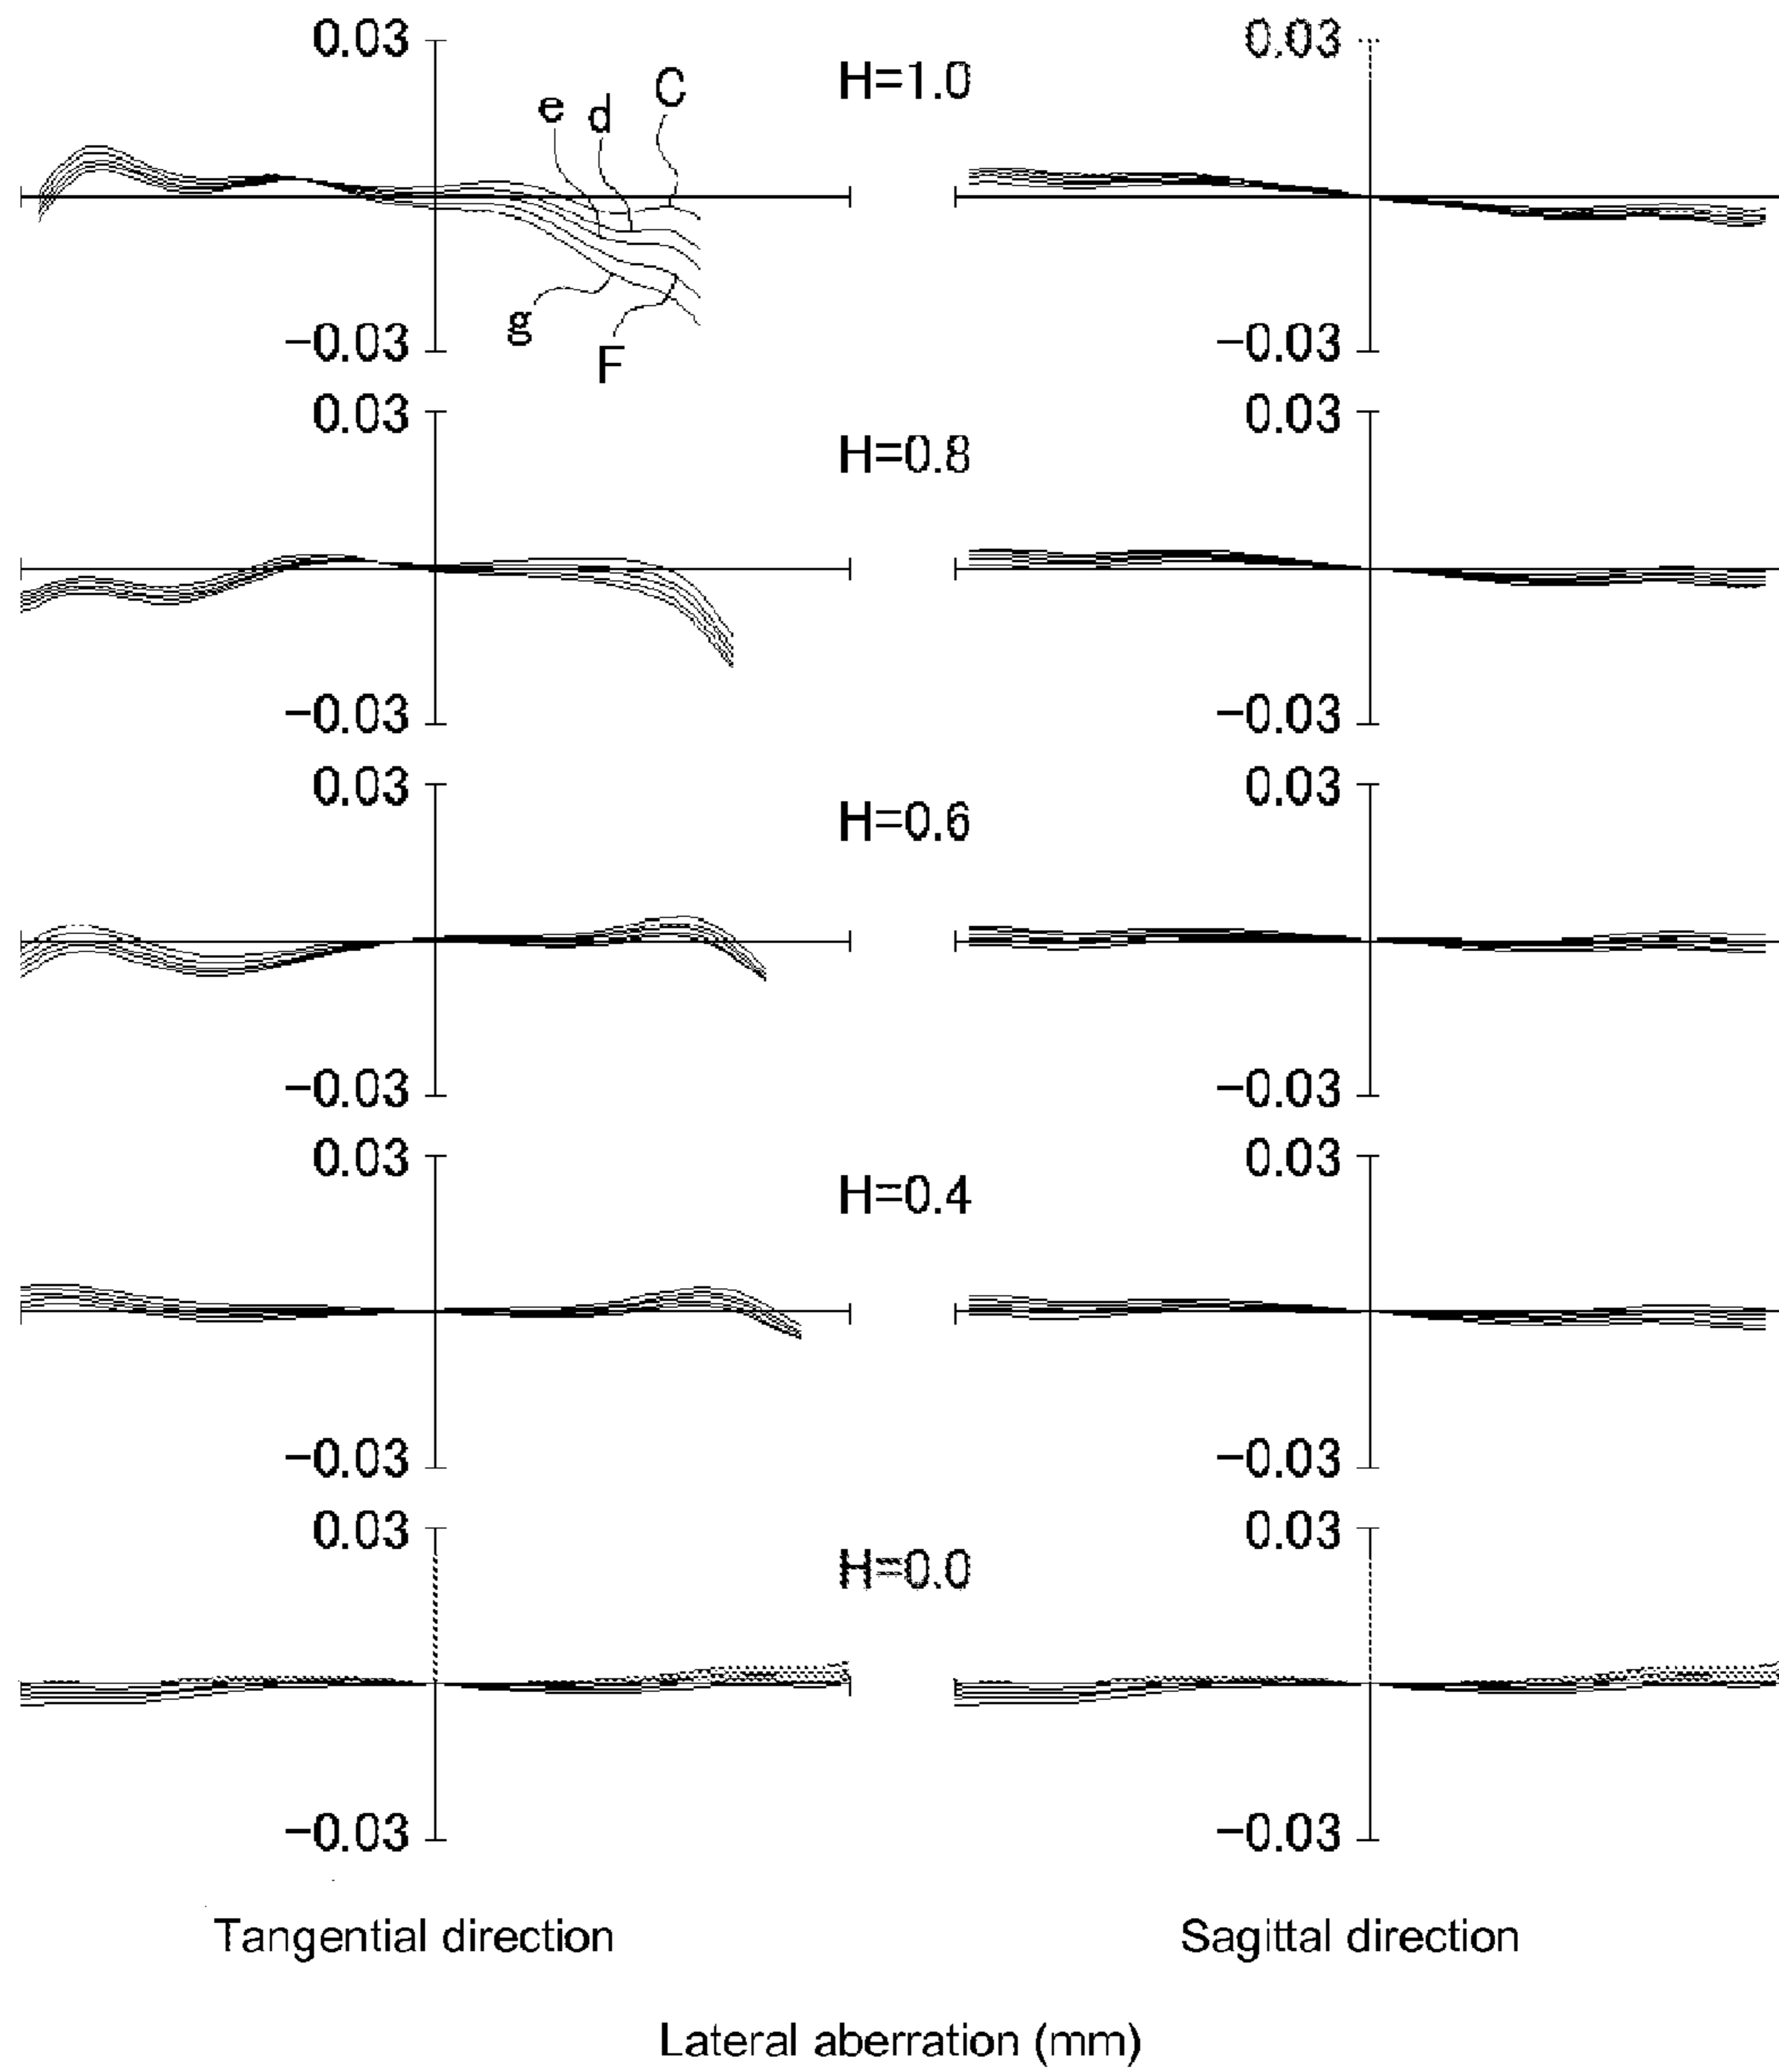 0.03 0.03
H=1.0
e d C
g
F
−0.03 −0.03
0.03 0.03
H=0.8
−0.03 −0.03
0.03 0.03
H=0.6
−0.03 −0.03
0.03 0.03
H=0.4
−0.03 −0.03
0.03 0.03
H=0.0
−0.03 −0.03
Tangential direction Sagittal direction
Lateral aberration (mm)